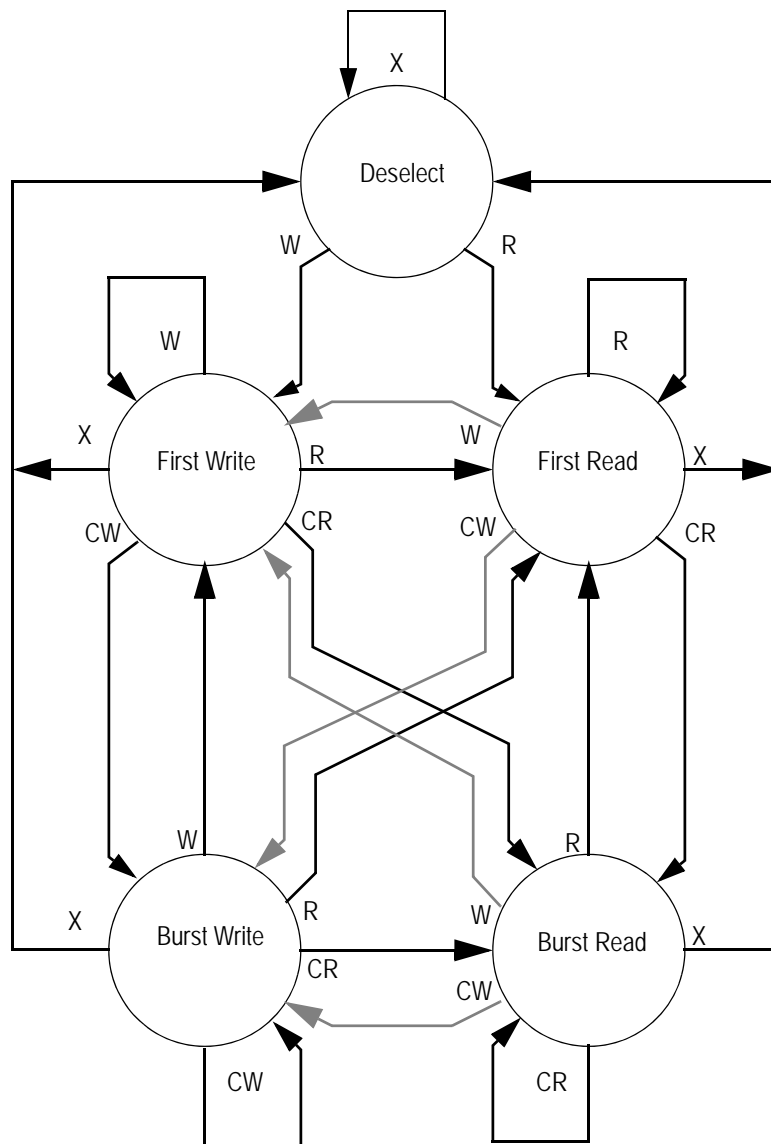 X
Deselect
W
R
W
R
X
W
First Write
R
First Read
X
CW
CR
CW
CR
W
R
X
R
W
Burst Write
Burst Read
X
CR
CW
CW
CR